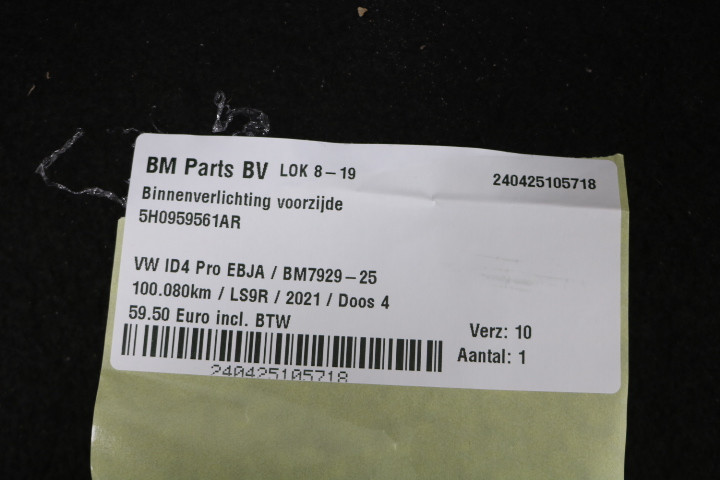 BM Parts BV LOK 8-19 240425105718
Binnenverlichting voorzijde
5H0959561AR
VW ID4 Pro EBJA / BM7929-25
100.080km / LS9R / 2021 / Doos 4
59.50 Euro incl. BTW
Verz: 10
Aantal: 1
240425105718